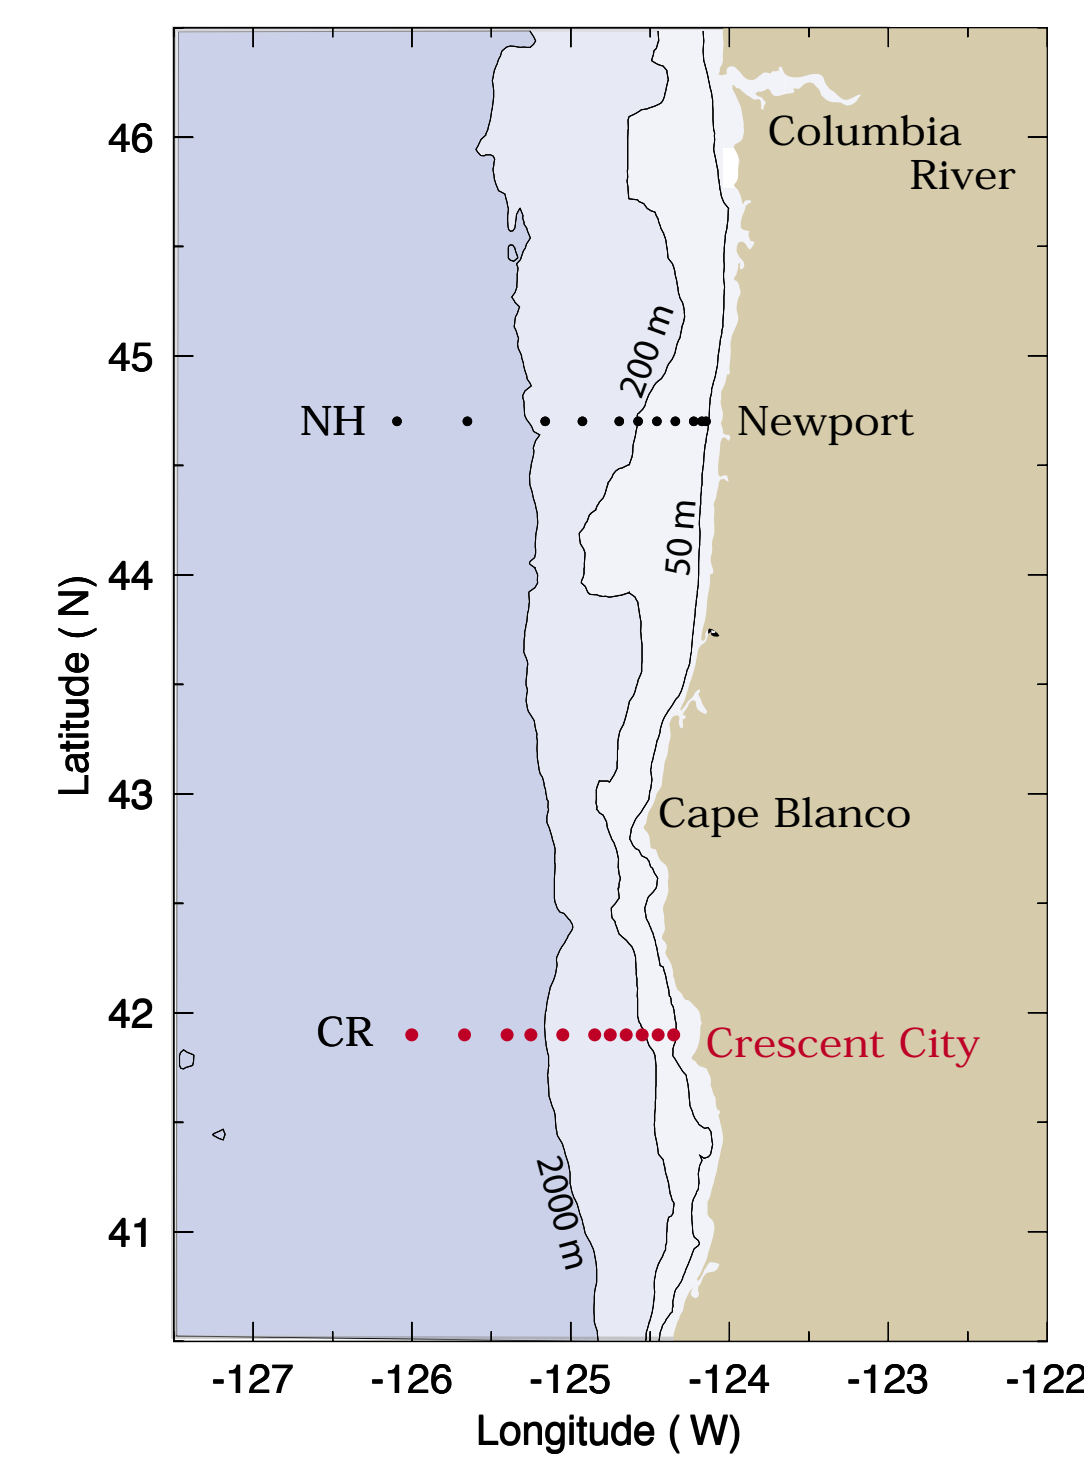 46
45
44
43
42
41
Latitude ( N)
Columbia
River
200 m
NH
Newport
50 m
Cape Blanco
CR
Crescent City
2000 m
-127
-126
-125
-124
-123
-122
Longitude ( W)